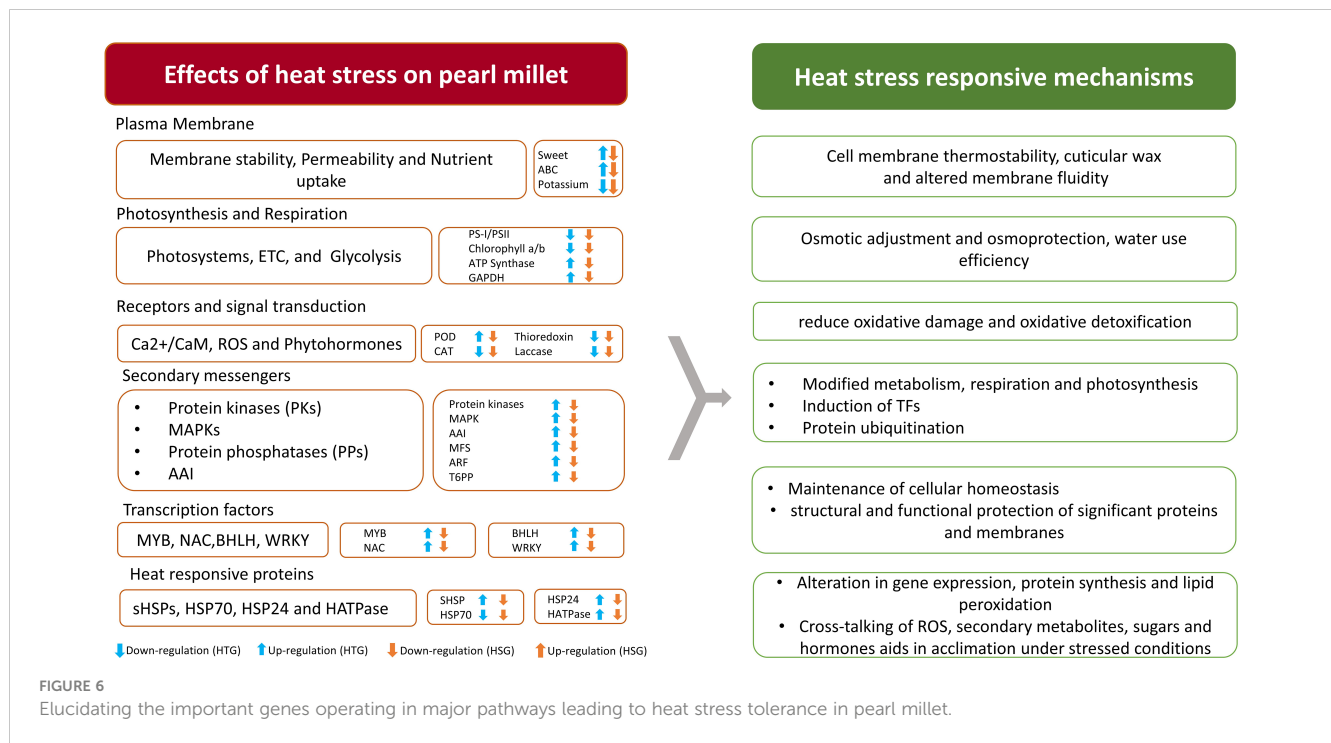 Effects of heat stress on pearl millet
Plasma Membrane
Membrane stability, Permeability and Nutrient
uptake
Sweet
ABC
Potassium
Photosynthesis and Respiration
Photosystems, ETC, and Glycolysis
PS-I/PSII
Chlorophyll a/b
ATP Synthase
GAPDH
Receptors and signal transduction
Ca2+/CaM, ROS and Phytohormones
POD Thioredoxin
CAT Laccase
Secondary messengers
• Protein kinases (PKs)
• MAPKs
• Protein phosphatases (PPs)
• AAI
Protein kinases
MAPK
AAI
MFS
ARF
T6PP
Transcription factors
MYB, NAC,BHLH, WRKY
MYB
NAC
BHLH
WRKY
Heat responsive proteins
sHSPs, HSP70, HSP24 and HATPase
SHSP
HSP70
HSP24
HATPase
Down-regulation (HTG) Up-regulation (HTG) Down-regulation (HSG) Up-regulation (HSG)
Heat stress responsive mechanisms
Cell membrane thermostability, cuticular wax
and altered membrane fluidity
Osmotic adjustment and osmoprotection, water use
efficiency
reduce oxidative damage and oxidative detoxification
• Modified metabolism, respiration and photosynthesis
• Induction of TFs
• Protein ubiquitination
• Maintenance of cellular homeostasis
• structural and functional protection of significant proteins
and membranes
• Alteration in gene expression, protein synthesis and lipid
peroxidation
• Cross-talking of ROS, secondary metabolites, sugars and
hormones aids in acclimation under stressed conditions
FIGURE 6
Elucidating the important genes operating in major pathways leading to heat stress tolerance in pearl millet.